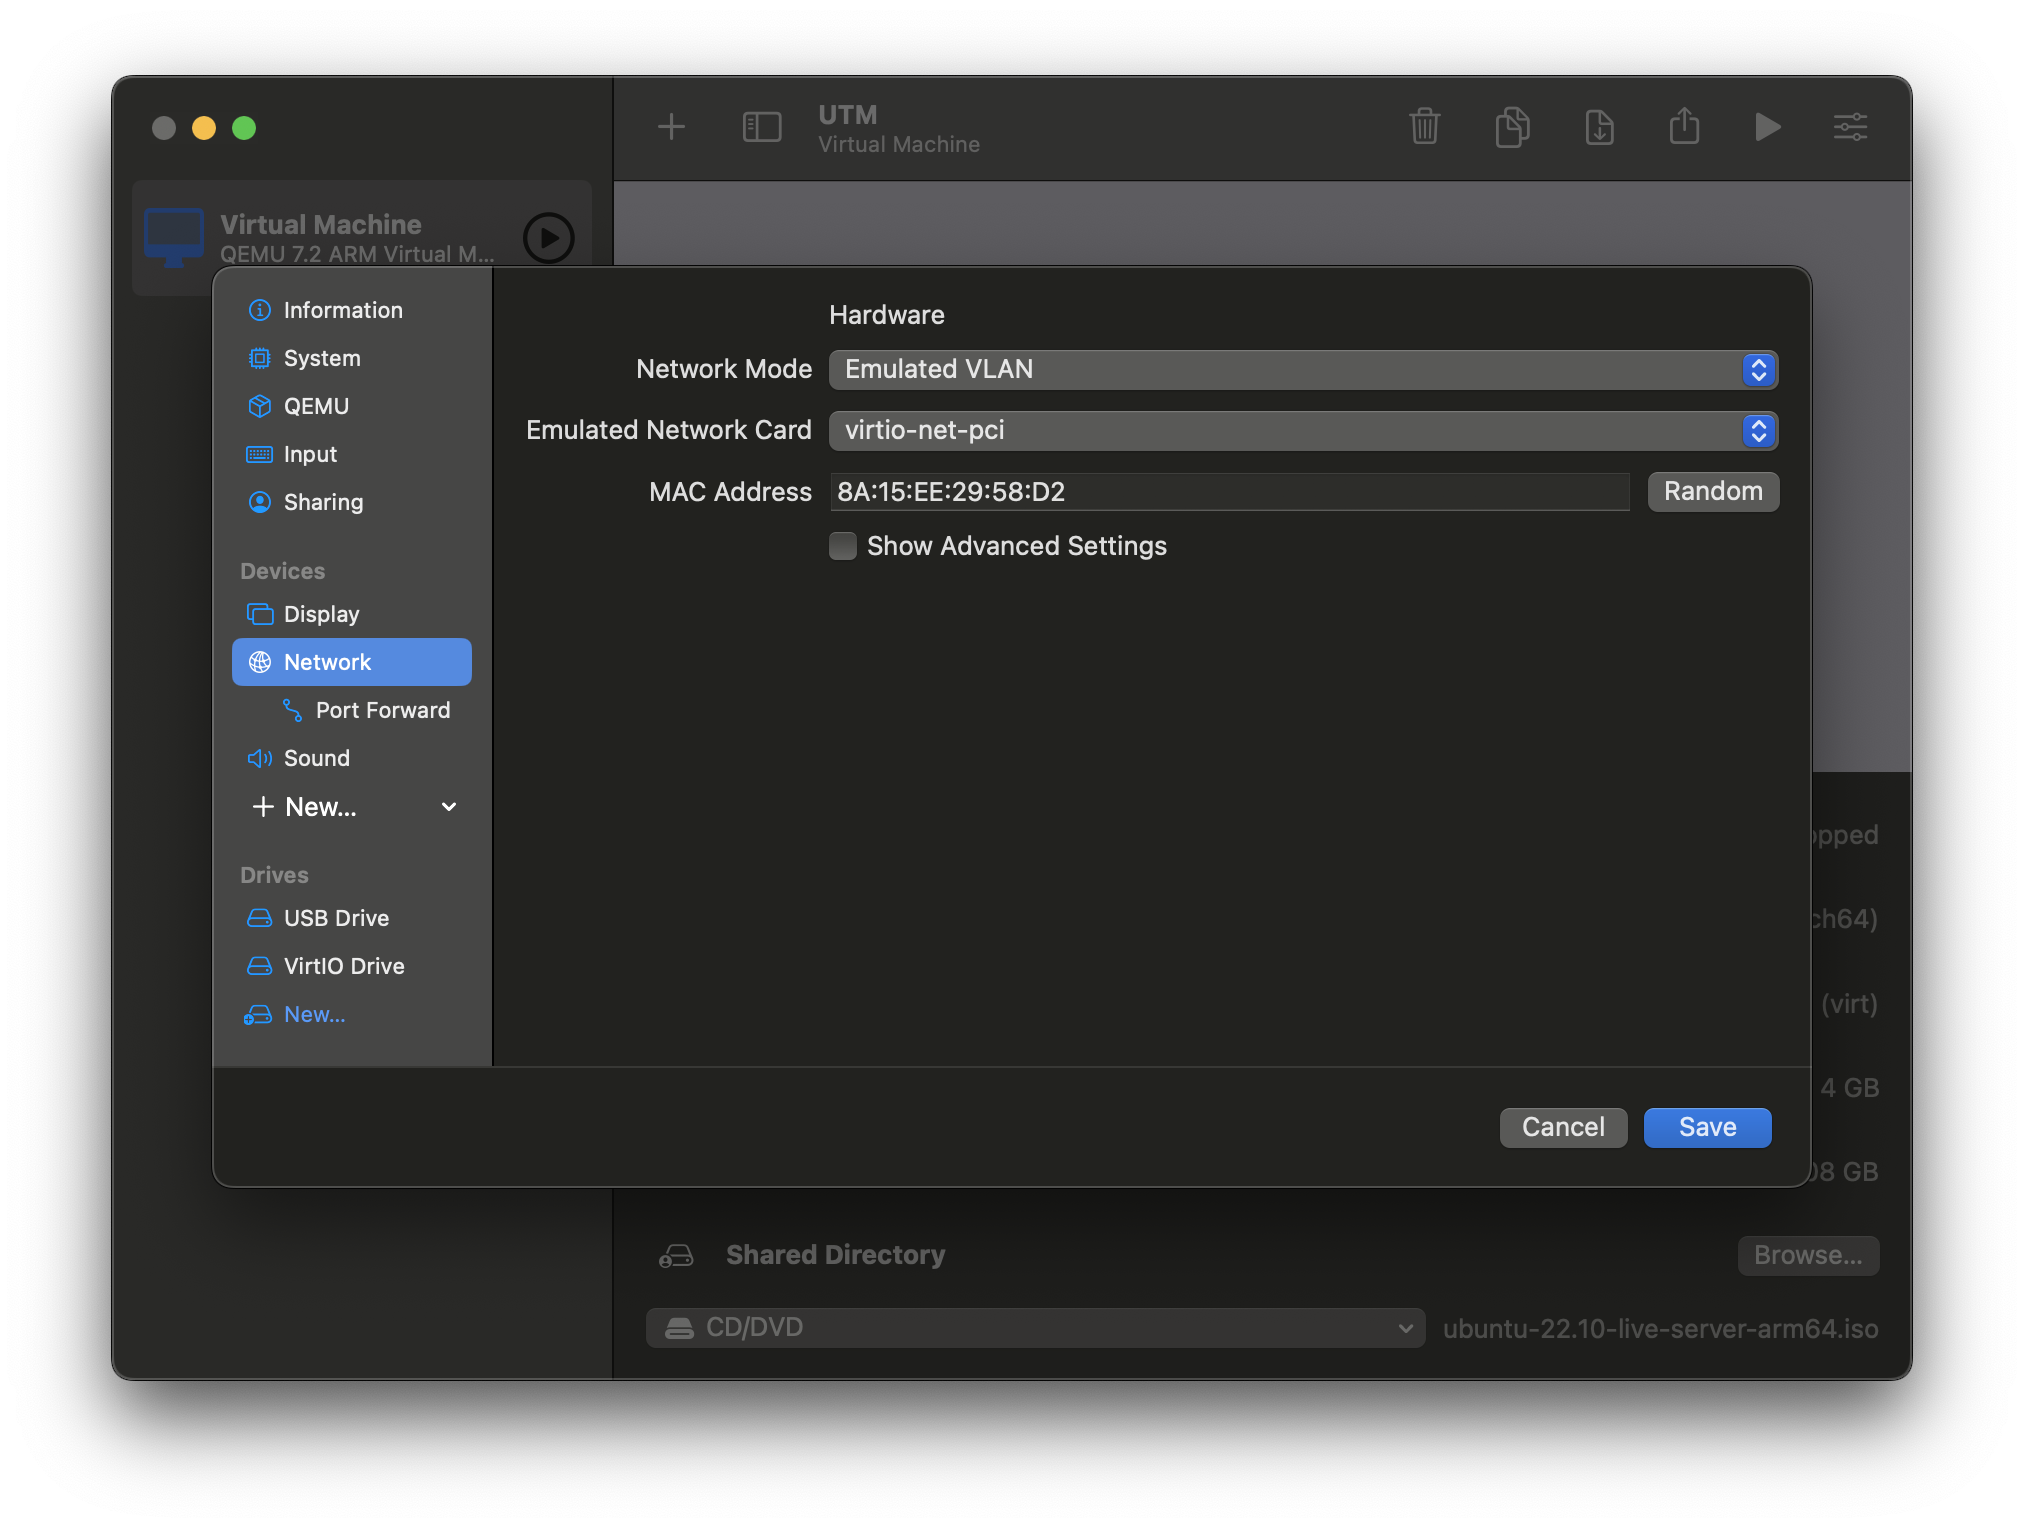 UTM
Virtual Machine
Virtual Machine
QEMU 7.2 ARM Virtual M...
Information
System
QEMU
Input
Sharing
Devices
Display
Network
Port Forward
Sound
New...
Drives
USB Drive
VirtIO Drive
New...
Hardware
Network Mode Emulated VLAN
Emulated Network Card virtio-net-pci
MAC Address 8A:15:EE:29:58:D2 Random
Show Advanced Settings
Cancel Save
(virt)
4 GB
GB
Shared Directory Browse...
CD/DVD ubuntu-22.10-live-server-arm64.iso